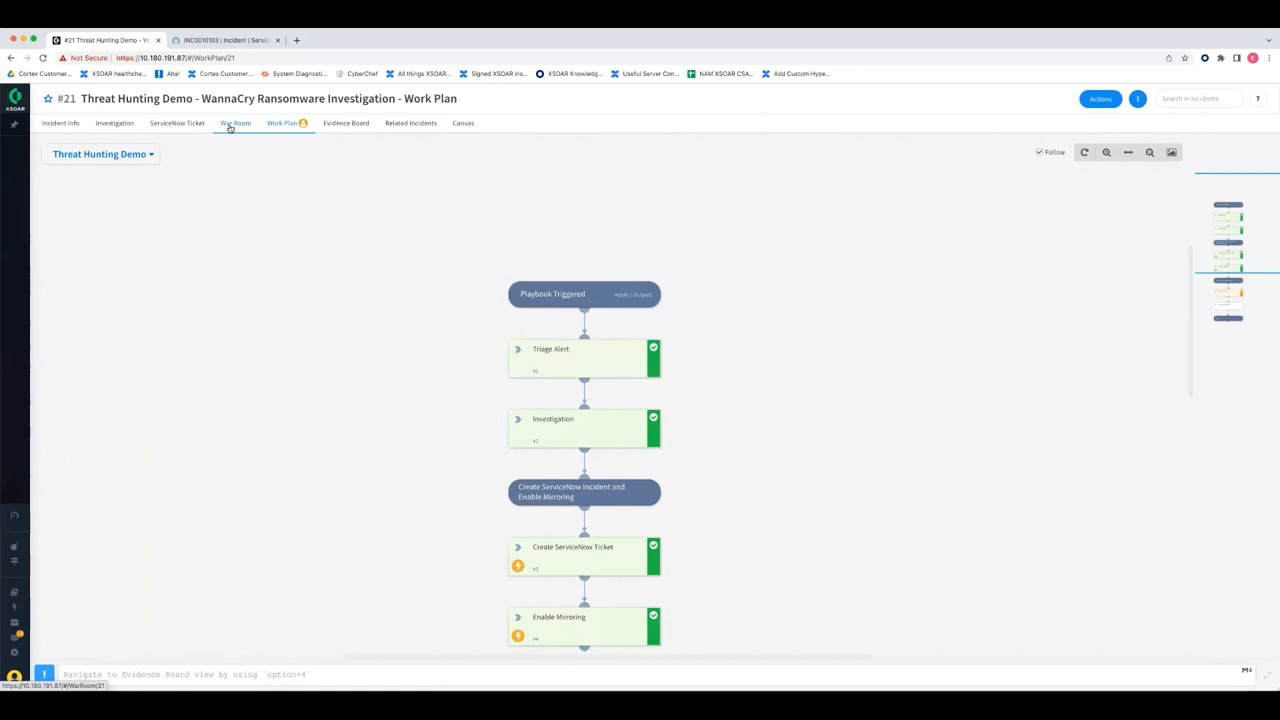 #21 Threat Hunting Demo - W
INC0010103 | Incident | Servic
Not Secure https://10.180.191.87/#/WorkPlan/21
Cortex Customer... XSOAR healthche... Aha! Cortex Customer... System Diagnosti... CyberChef All things XSOAR... Signed XSOAR ins... XSOAR Knowledg... Useful Server Con... NAM XSOAR CSA... Add Custom Hype...
XSOAR
#21 Threat Hunting Demo - WannaCry Ransomware Investigation - Work Plan
Actions
Search in Incidents
?
Incident Info Investigation ServiceNow Ticket War Room Work Plan Evidence Board Related Incidents Canvas
Threat Hunting Demo
Follow
Playbook Triggered
Inputs / Outputs
Triage Alert
#1
Investigation
#2
Create ServiceNow Incident and
Enable Mirroring
Create ServiceNow Ticket
#3
Enable Mirroring
#4
! Navigate to Evidence Board view by using `option+4`
https://10.180.191.87/#/WarRoom/21